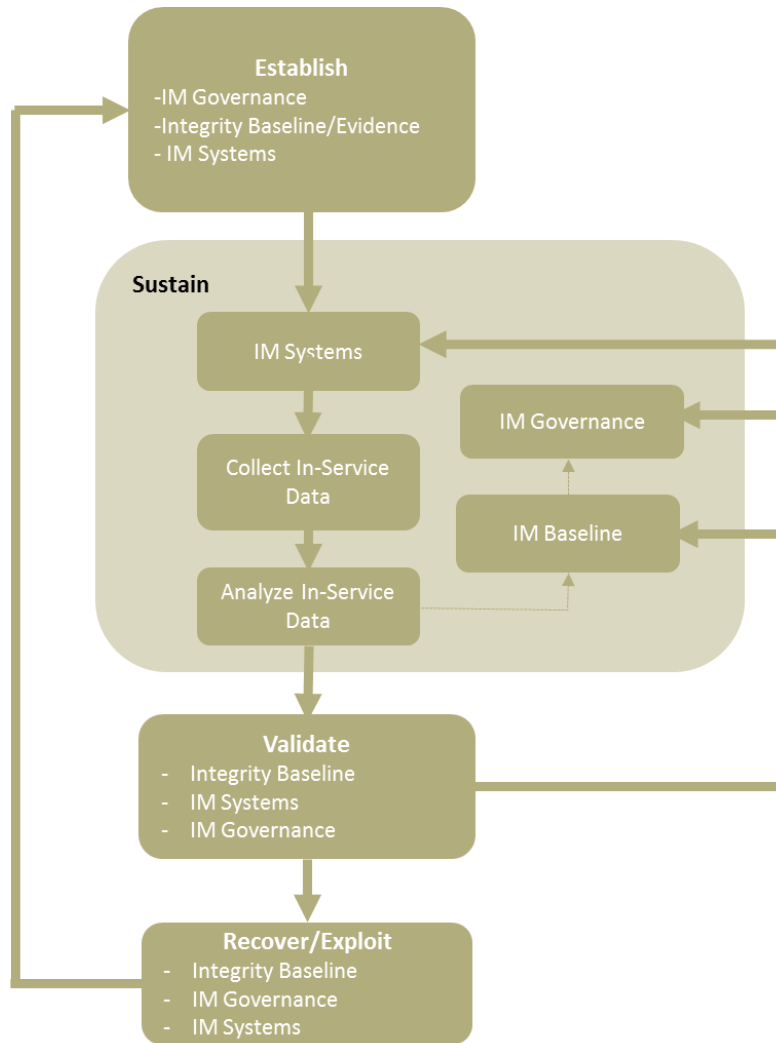 Establish
-IM Governance
-Integrity Baseline/Evidence
- IM Systems
Sustain
IM Systems
IM Governance
Collect In-Service
Data
IM Baseline
Analyze In-Service
Data
Validate
- Integrity Baseline
- IM Systems
- IM Governance
Recover/Exploit
- Integrity Baseline
- IM Governance
- IM Systems